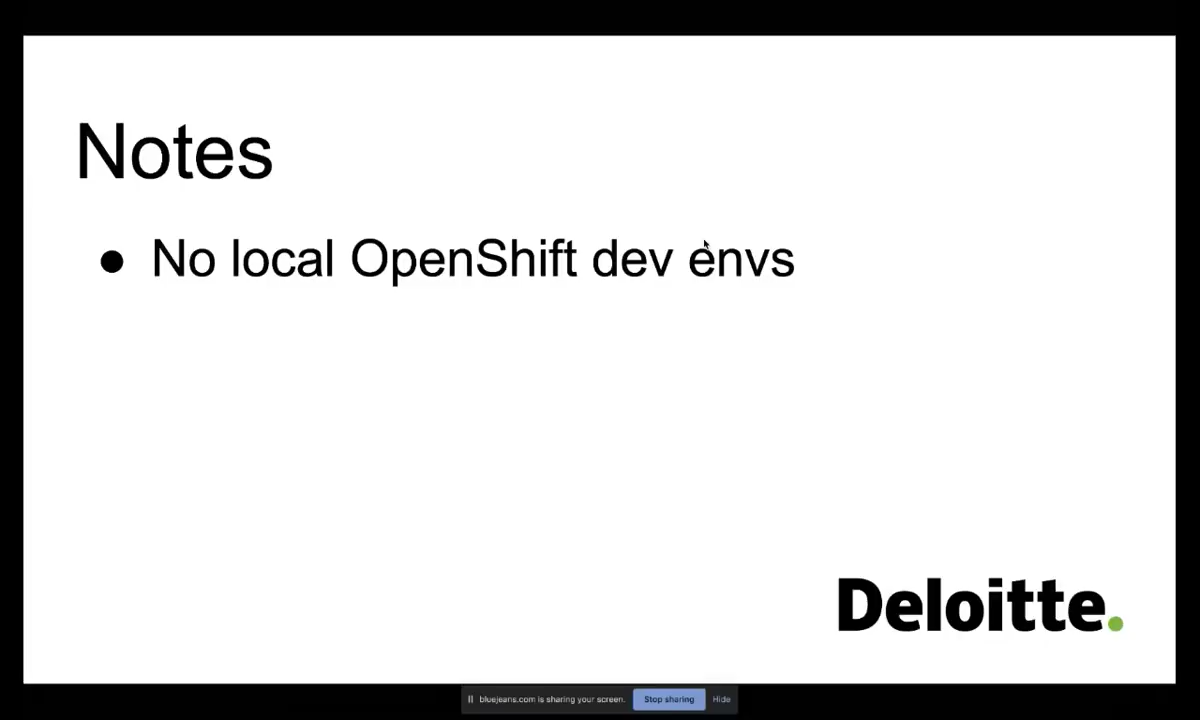 Notes
● No local OpenShift dev envs
Deloitte.
bluejeans.com is sharing your screen. Stop sharing Hide